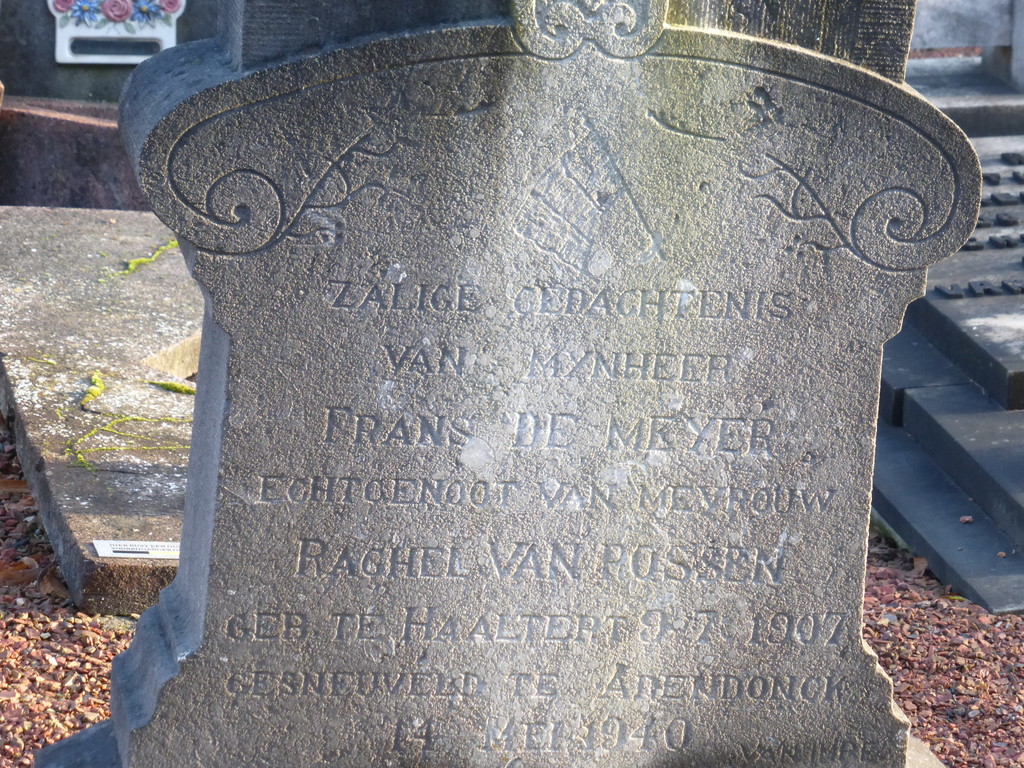 ZALIGE GEDACHTENIS
VAN MYNHEER
FRANS DE MEYER
ECHTGENOOT VAN MEVROUW
RACHEL VAN ROSSEN
GEB TE HAALTERT 9-7-1907
GESNEUVELD TE ARENDONCK
14 MEI 1940